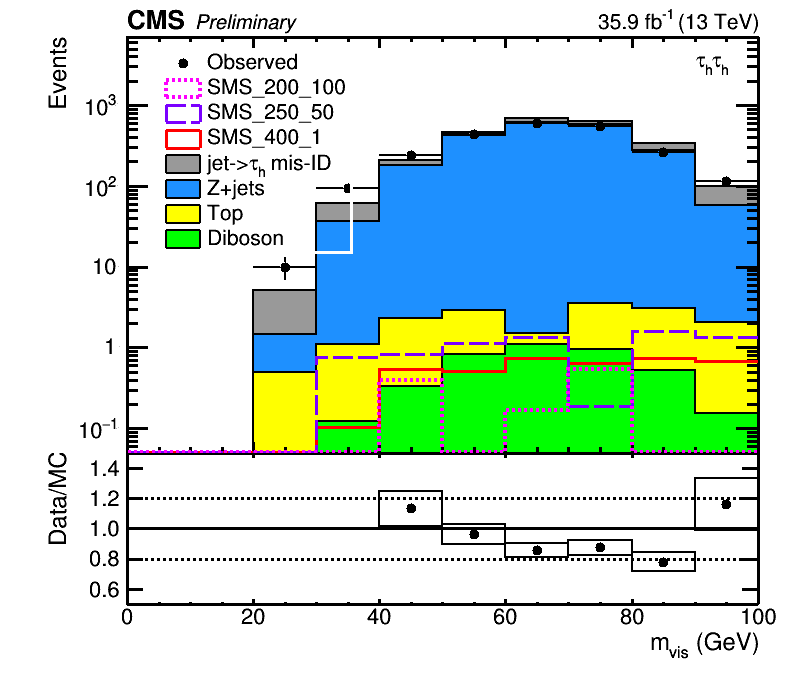 CMS Preliminary 35.9 fb⁻¹ (13 TeV)
Events
τhτh
Observed
SMS_200_100
SMS_250_50
SMS_400_1
jet->τh mis-ID
Z+jets
Top
Diboson
10³
10²
10
1
10⁻¹
Data/MC
1.4
1.2
1.0
0.8
0.6
0 20 40 60 80 100
mvis (GeV)